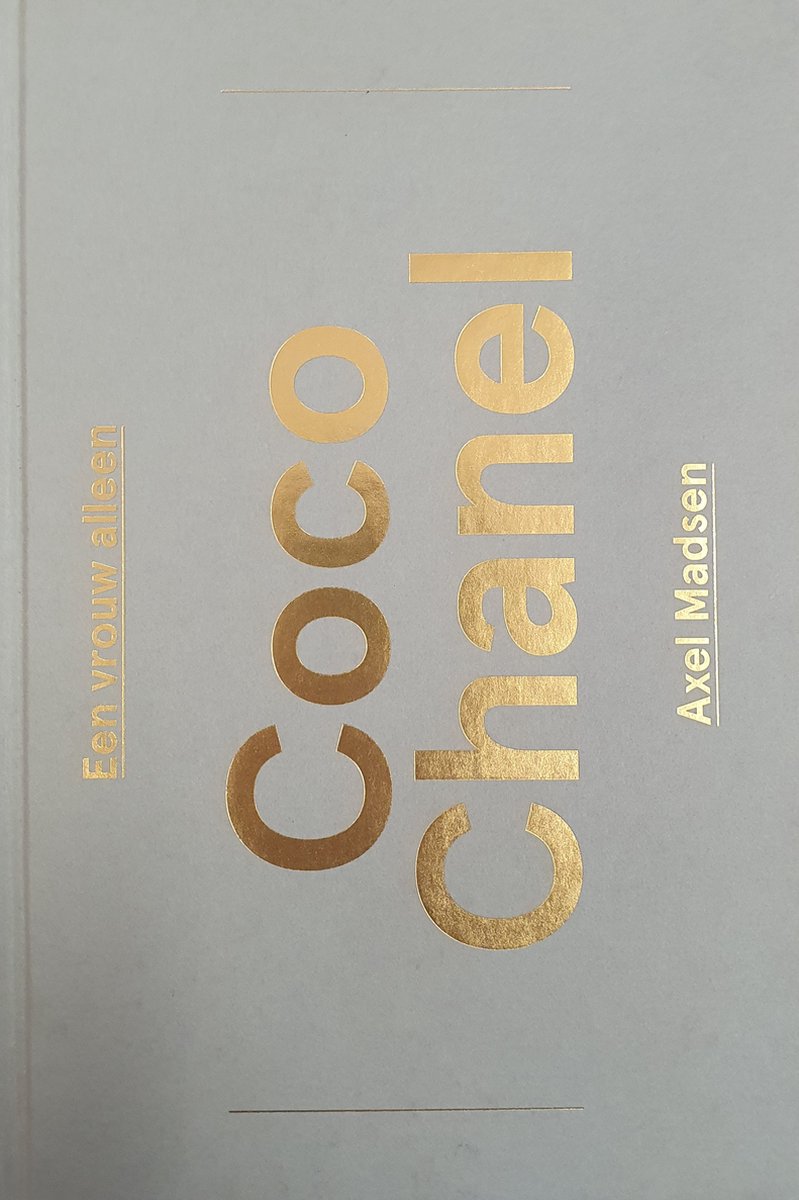 Een vrouw alleen
Coco
Chanel
Axel Madsen